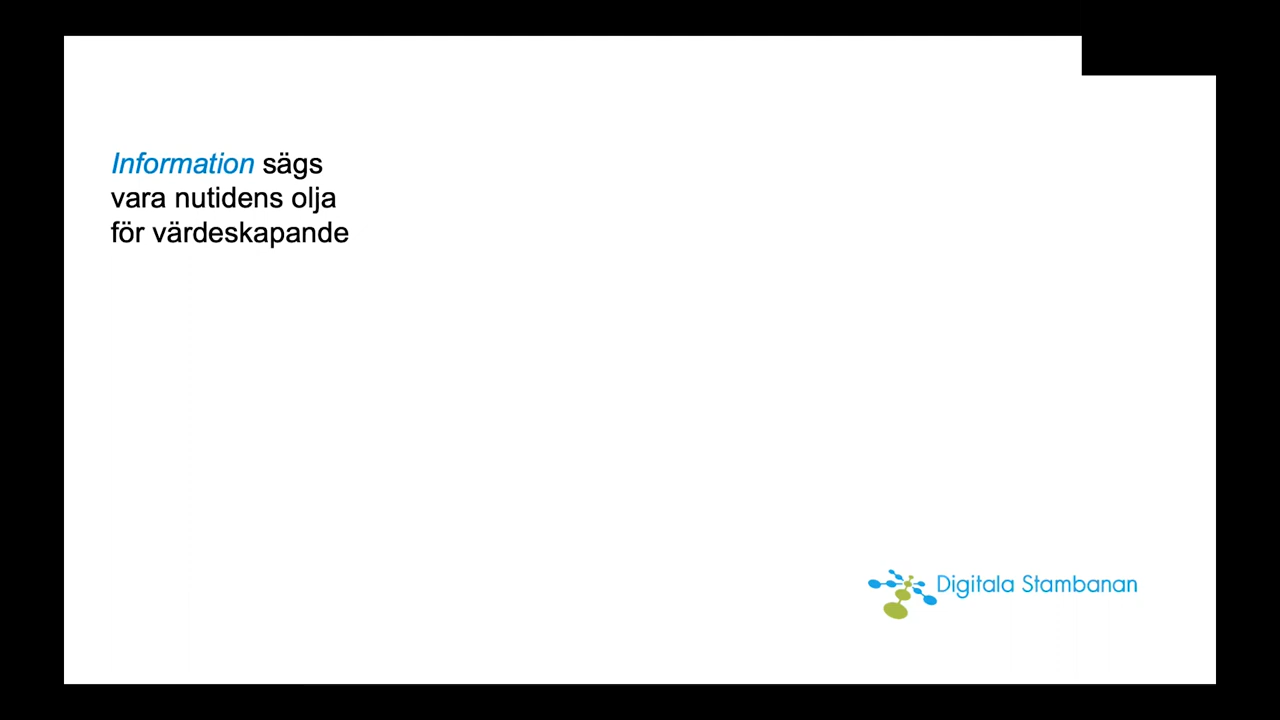 Information sägs
vara nutidens olja
för värdeskapande
Digitala Stambanan